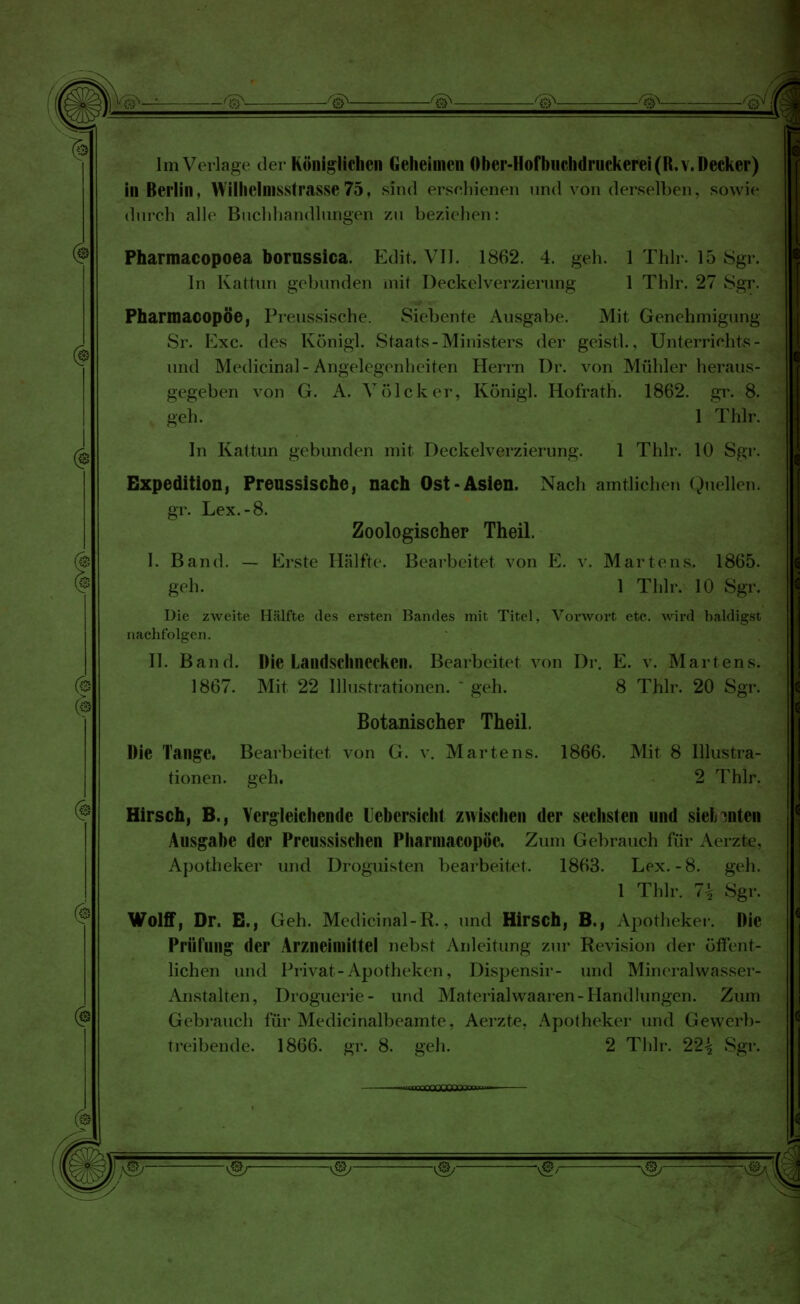 Im Verlage der Königlichen Geheimen Ober-Hofbuchdruckerei (R. v. Decker)
in Berlin, Wilhelmsstrasse 75, sind erschienen und von derselben, sowie
durch alle Buchhandlungen zu beziehen:
Pharmacopoea borussica. Edit. VII. 1862. 4. geh. 1 Thlr. 15 Sgr.
In Kattun gebunden mit Deckelverzierung 1 Thlr. 27 Sgr.
Pharmacopöe, Preussische. Siebente Ausgabe. Mit Genehmigung
Sr. Exc. des Königl. Staats-Ministers der geistl., Unterrichts-
und Medicinal-Angelegenheiten Herrn Dr. von Mühler heraus-
gegeben von G. A. Völcker, Königl. Hofrath. 1862. gr. 8.
geh. 1 Thlr.
In Kattun gebunden mit Deckelverzierung. 1 Thlr. 10 Sgr.
Expedition, Preussische, nach Ost-Asien. Nach amtlichen Quellen.
gr. Lex.-8.
Zoologischer Theil.
I. Band. — Erste Hälfte. Bearbeitet von E. v. Martens. 1865.
geh. 1 Thlr. 10 Sgr.
Die zweite Hälfte des ersten Bandes mit Titel, Vorwort etc. wird baldigst
nachfolgen.
II. Band. Die Landschnecken. Bearbeitet von Dr. E. v. Martens.
1867. Mit 22 Illustrationen. geh. 8 Thlr. 20 Sgr.
Botanischer Theil.
Die Tange. Bearbeitet von G. v. Martens. 1866. Mit 8 Illustra-
tionen. geh. 2 Thlr.
Hirsch, B., Vergleichende Uebersicht zwischen der sechsten und siebenten
Ausgabe der Preussischen Pharmacopöe. Zum Gebrauch für Aerzte,
Apotheker und Droguisten bearbeitet. 1863. Lex.-8. geh.
1 Thlr. 7½ Sgr.
Wolff, Dr. E., Geh. Medicinal-R., und Hirsch, B., Apotheker. Die
Prüfung der Arzneimittel nebst Anleitung zur Revision der öffent-
lichen und Privat-Apotheken, Dispensir- und Mineralwasser-
Anstalten, Droguerie- und Materialwaaren-Handlungen. Zum
Gebrauch für Medicinalbeamte, Aerzte, Apotheker und Gewerb-
treibende. 1866. gr. 8. geh. 2 Thlr. 22½ Sgr.